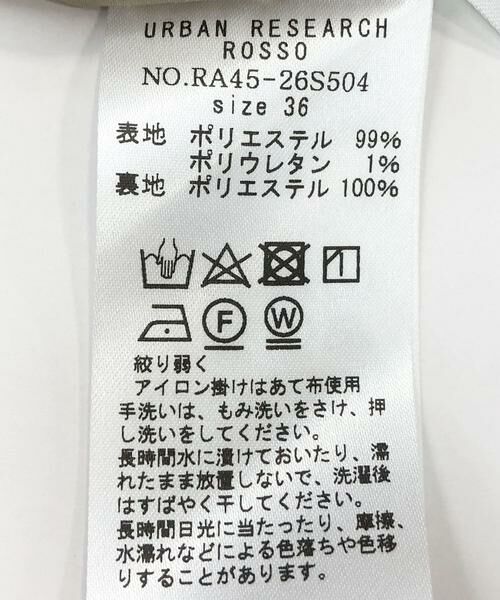 URBAN RESEARCH
ROSSO
NO.RA45-26S504
size 36
表地 ポリエステル 99%
ポリウレタン 1%
裏地 ポリエステル 100%
F W
絞り弱く
アイロン掛けはあて布使用
手洗いは、もみ洗いをさけ、押
し洗いをしてください。
長時間水に漬けておいたり、濡
れたまま放置しないで、洗濯後
はすばやく干してください。
長時間日光に当たったり、摩擦、
水濡れなどによる色落ちや色移
りすることがあります。